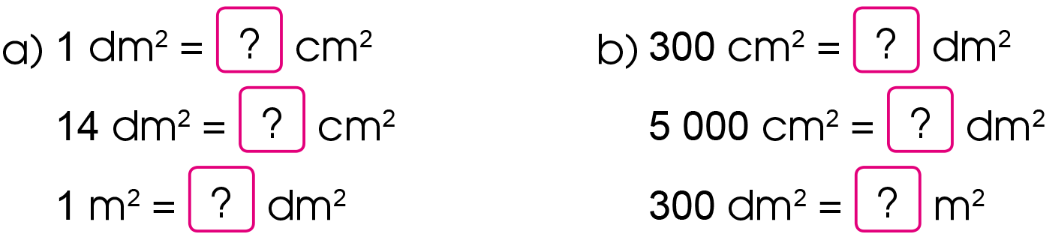 a) 1 dm² = ? cm²
14 dm² = ? cm²
1 m² = ? dm²
b) 300 cm² = ? dm²
5 000 cm² = ? dm²
300 dm² = ? m²